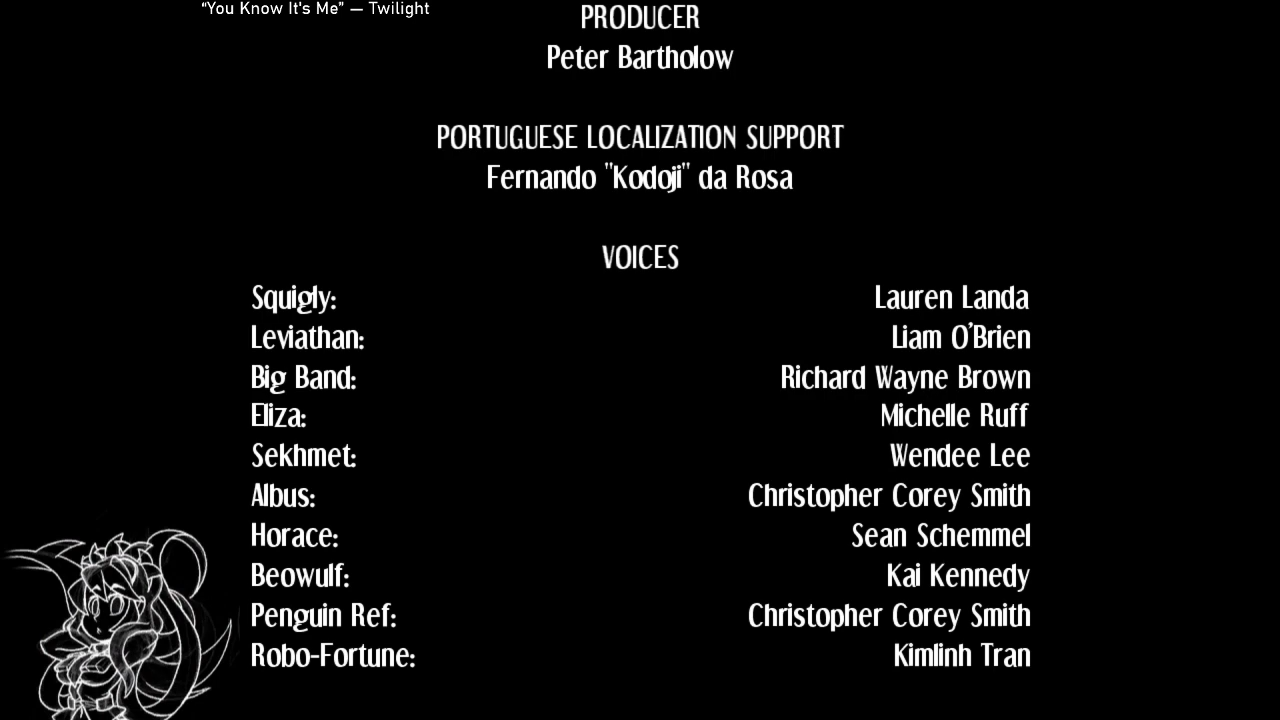 “You Know It's Me” — Twilight
PRODUCER
Peter Bartholow
PORTUGUESE LOCALIZATION SUPPORT
Fernando "Kodoji" da Rosa
VOICES
Squigly: Lauren Landa
Leviathan: Liam O'Brien
Big Band: Richard Wayne Brown
Eliza: Michelle Ruff
Sekhmet: Wendee Lee
Albus: Christopher Corey Smith
Horace: Sean Schemmel
Beowulf: Kai Kennedy
Penguin Ref: Christopher Corey Smith
Robo-Fortune: Kimlinh Tran